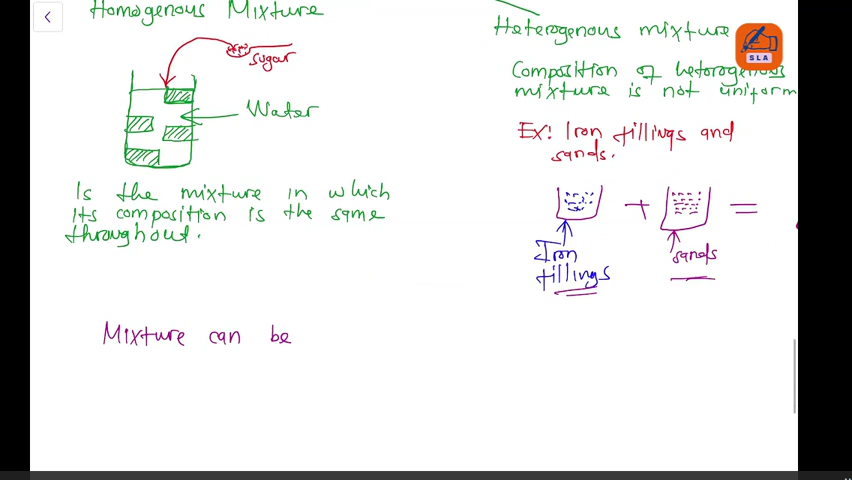 Homogenous Mixture
sugar
Water
Is the mixture in which
its composition is the same
throughout.
Heterogenous mixture
SLA
Composition of heterogenous
mixture is not uniform
Ex: Iron fillings and
sands.
+ =
Iron
fillings
sands
Mixture can be